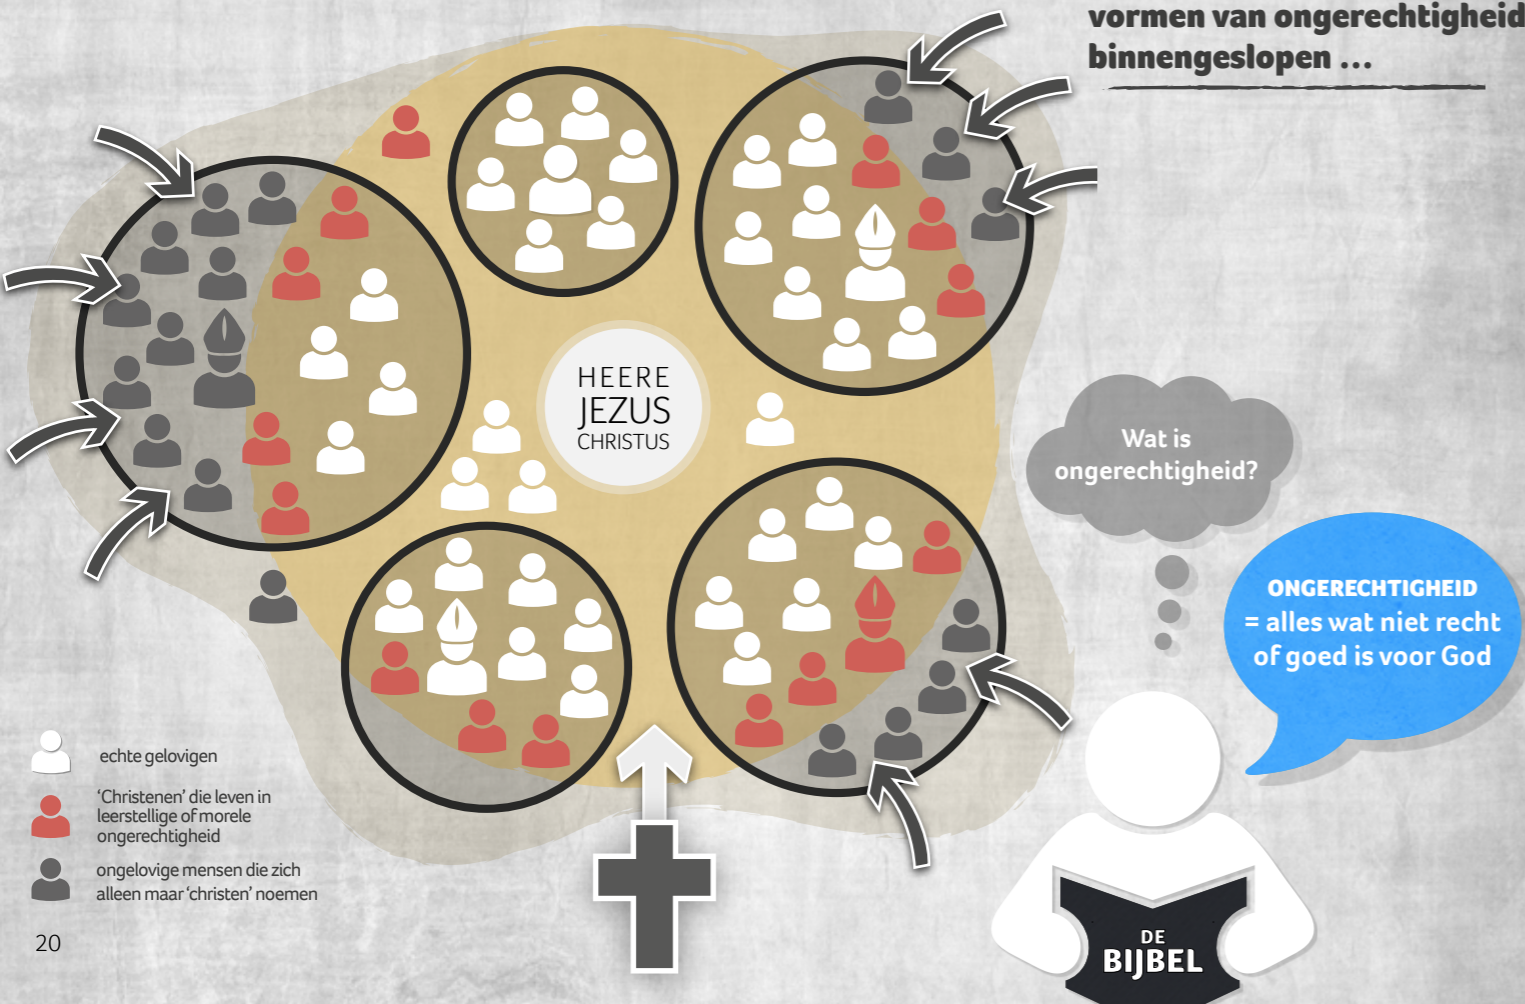 vormen van ongerechtigheid
binnengeslopen ...
HEERE
JEZUS
CHRISTUS
Wat is
ongerechtigheid?
ONGERECHTIGHEID
= alles wat niet recht
of goed is voor God
echte gelovigen
‘Christenen’ die leven in
leerstellige of morele
ongerechtigheid
ongelovige mensen die zich
alleen maar ‘christen’ noemen
20
DE
BIJBEL